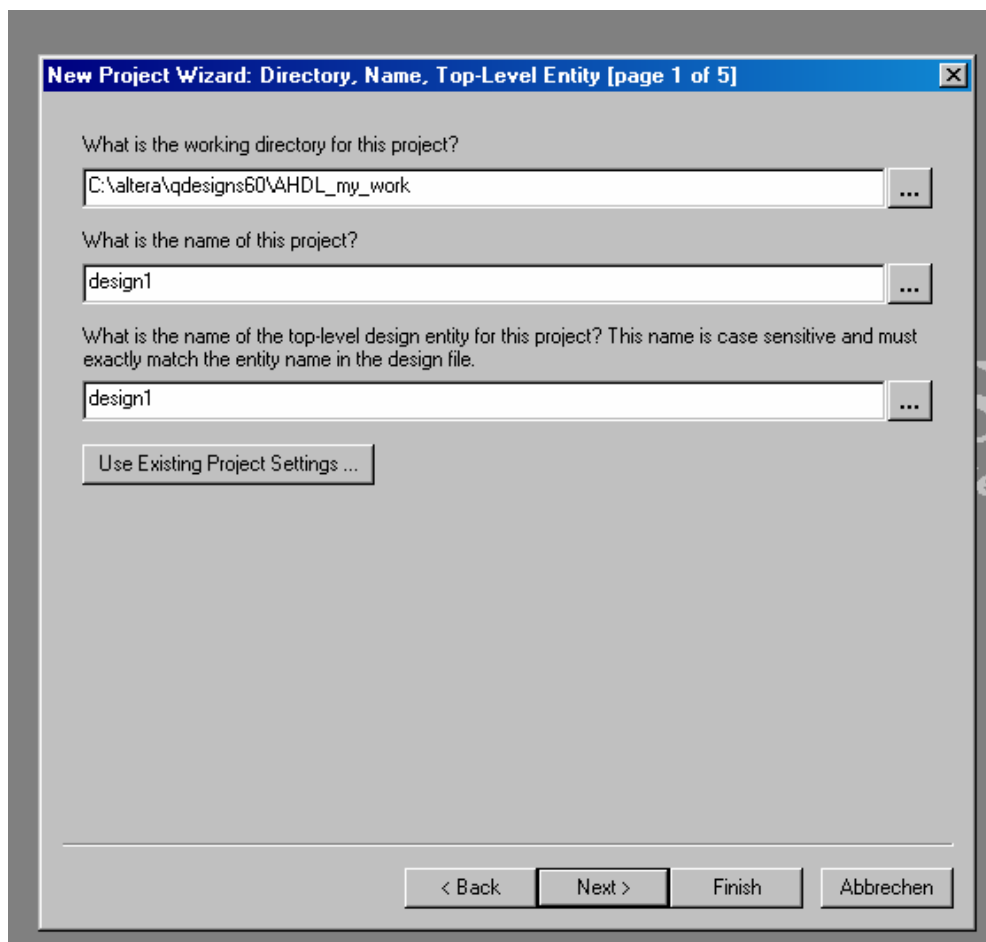 New Project Wizard: Directory, Name, Top-Level Entity [page 1 of 5]
What is the working directory for this project?
C:\altera\qdesigns60\AHDL_my_work
...
What is the name of this project?
design1
...
What is the name of the top-level design entity for this project? This name is case sensitive and must
exactly match the entity name in the design file.
design1
...
Use Existing Project Settings ...
< Back
Next >
Finish
Abbrechen